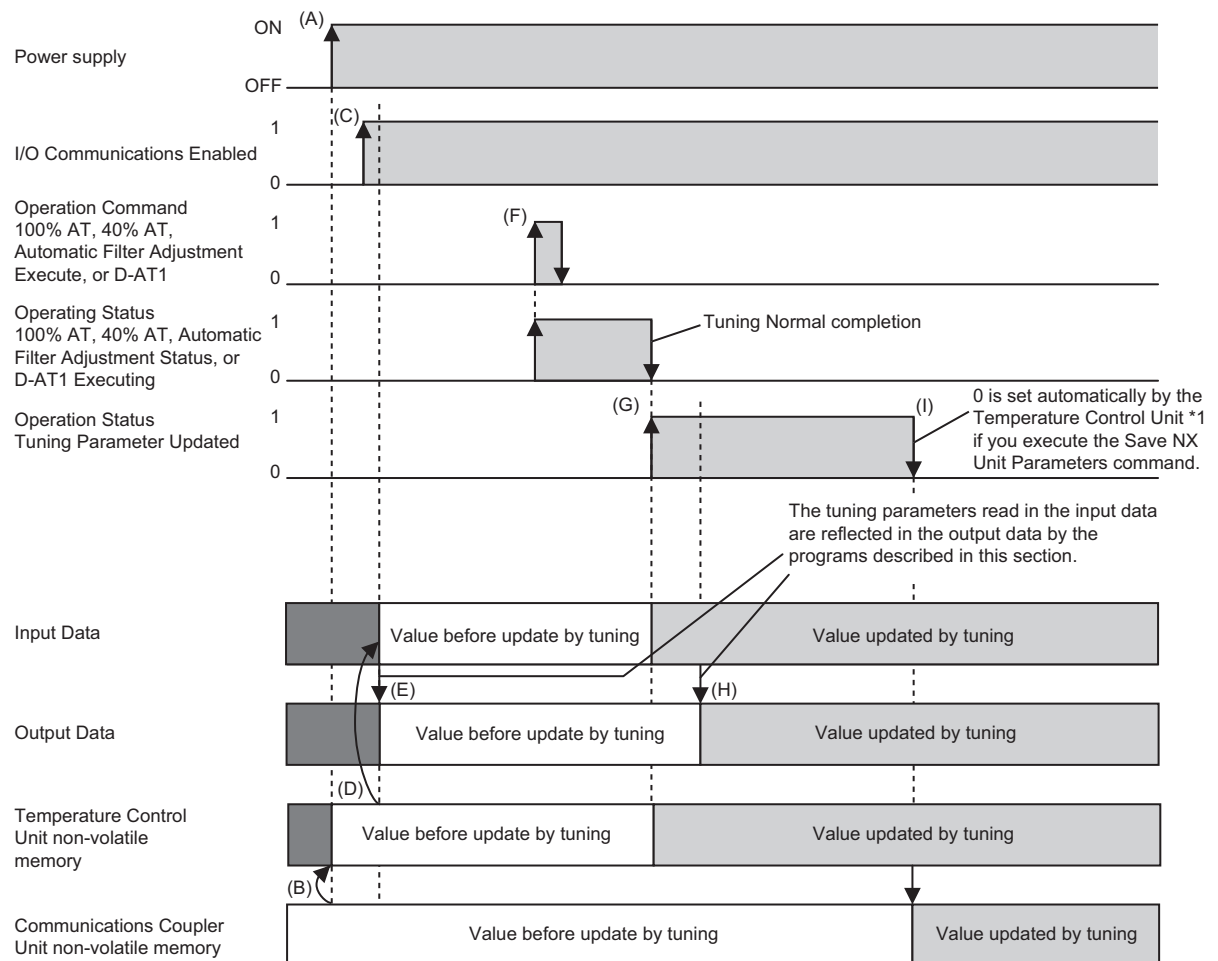 (A)
ON
Power supply
OFF
(C)
1
I/O Communications Enabled
0
Operation Command
100% AT, 40% AT,
Automatic Filter Adjustment
Execute, or D-AT1
1
(F)
0
Operating Status
100% AT, 40% AT, Automatic
Filter Adjustment Status, or
D-AT1 Executing
1
Tuning Normal completion
0
Operation Status
Tuning Parameter Updated
1
(G)
(I)
0 is set automatically by the
Temperature Control Unit *1
if you execute the Save NX
Unit Parameters command.
0
The tuning parameters read in the input data
are reflected in the output data by the
programs described in this section.
Input Data
Value before update by tuning
Value updated by tuning
(E)
(H)
Output Data
Value before update by tuning
Value updated by tuning
(D)
Temperature Control
Unit non-volatile
memory
Value before update by tuning
Value updated by tuning
(B)
Communications Coupler
Unit non-volatile memory
Value before update by tuning
Value updated by tuning